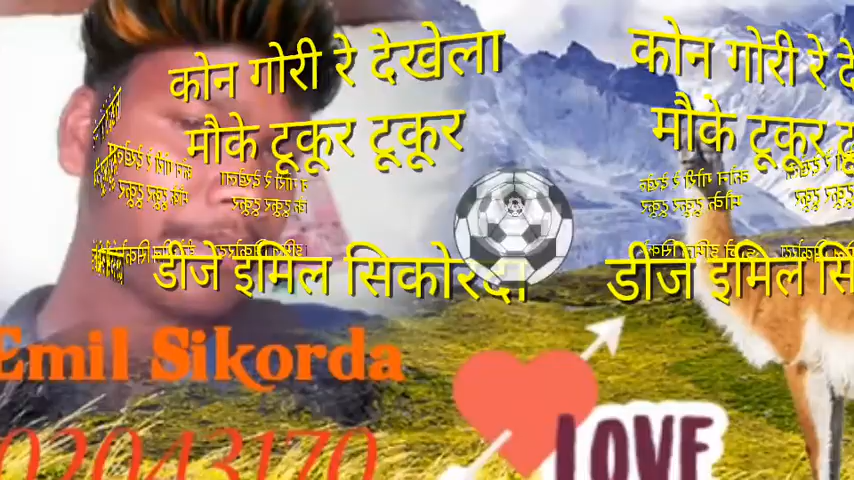 कोन गोरी रे देखेला
मौके टूकूर टूकूर
डीजे इमिल सिकोरदा
कोन गोरी रे दे
मौके टूकूर
डीजे इमिल सि
Emil Sikorda
02043170
LOVE